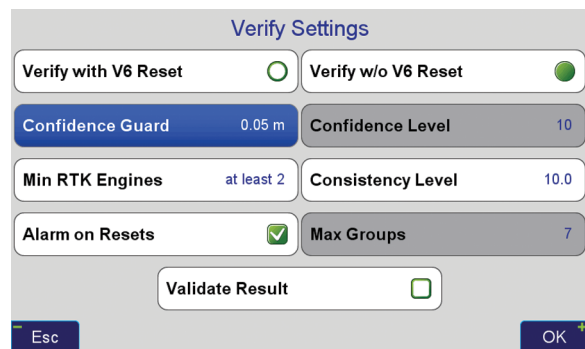 Verify Settings
Verify with V6 Reset
Verify w/o V6 Reset
Confidence Guard 0.05 m
Confidence Level 10
Min RTK Engines at least 2
Consistency Level 10.0
Alarm on Resets
Max Groups 7
Validate Result
- Esc
OK +